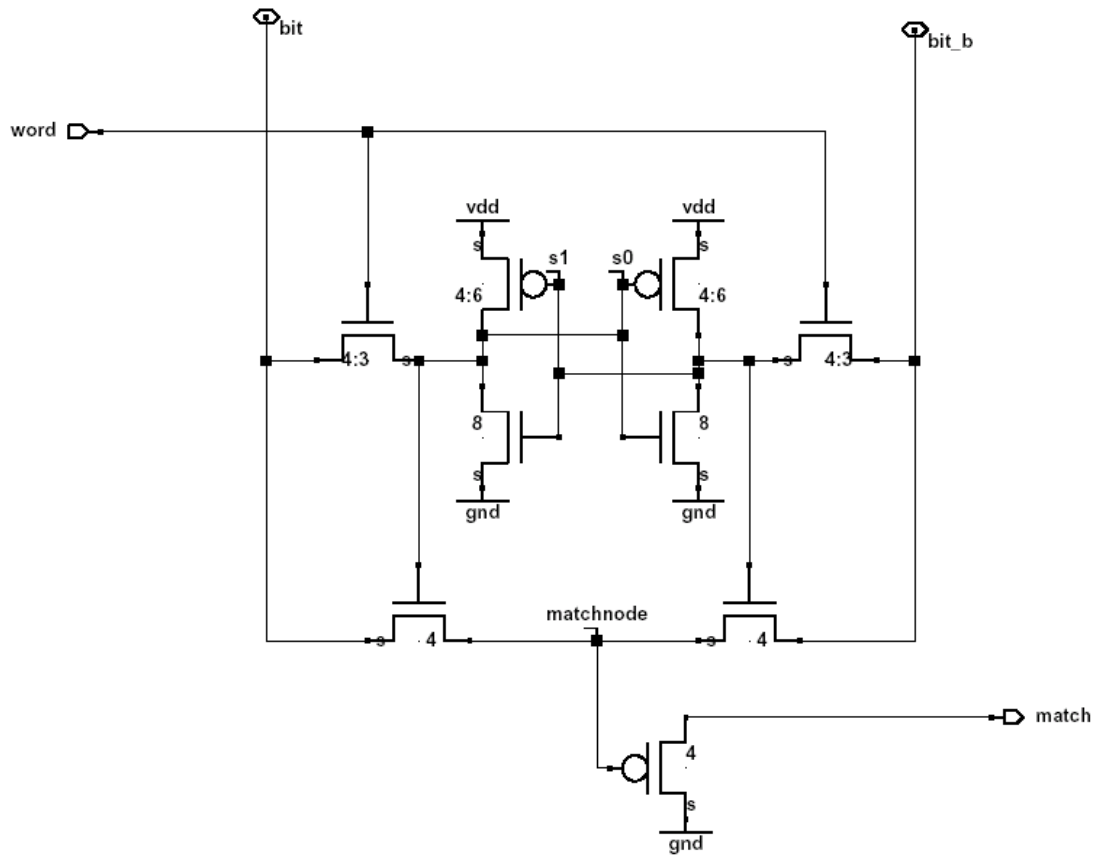 bit
bit_b
word
vdd
vdd
s
s
s1
s0
4:6
4:6
4:3
s
s
4:3
8
8
s
s
gnd
gnd
matchnode
s
4
s
4
match
4
s
gnd